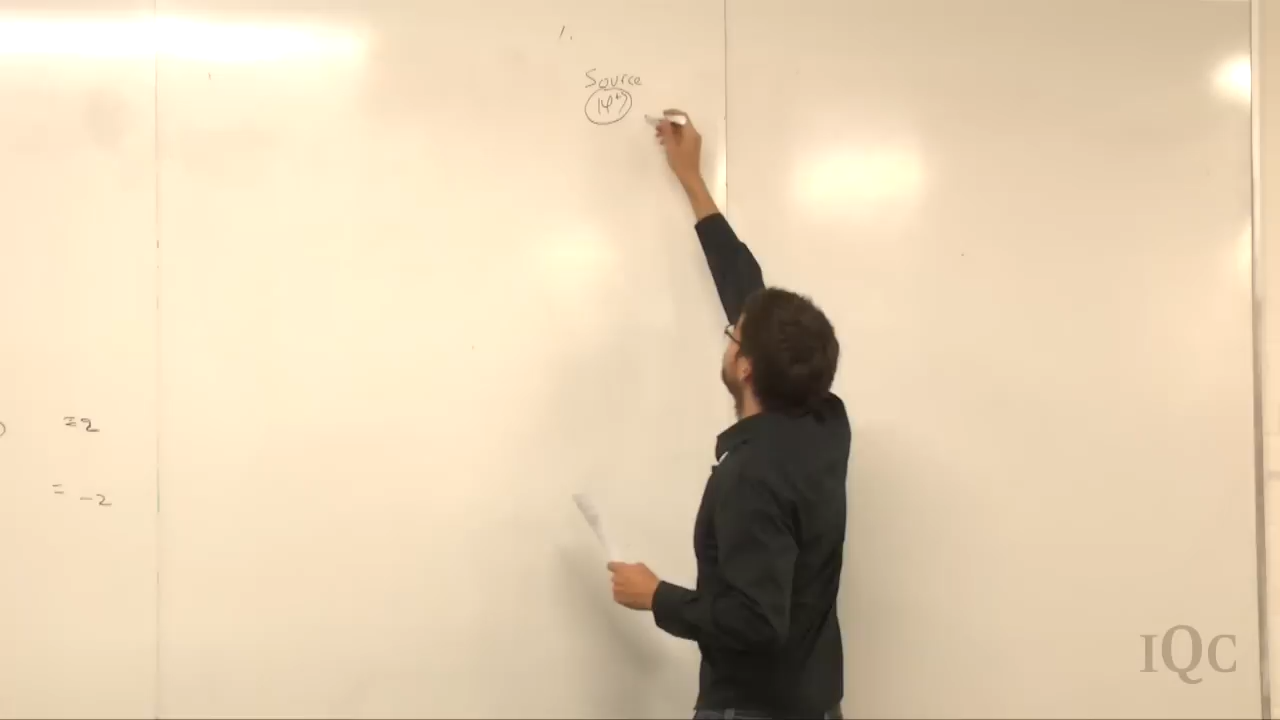 1.
Source
|ψ⁻⟩
= 2
= -2
IQC